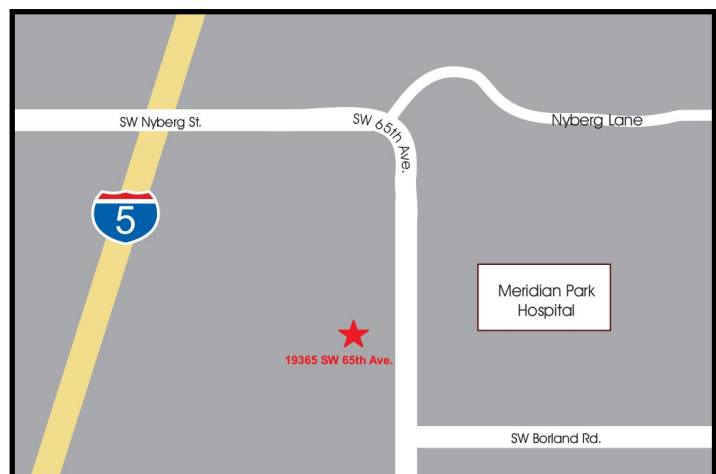 SW Nyberg St.
SW 65th Ave.
Nyberg Lane
5
Meridian Park
Hospital
19365 SW 65th Ave.
SW Borland Rd.